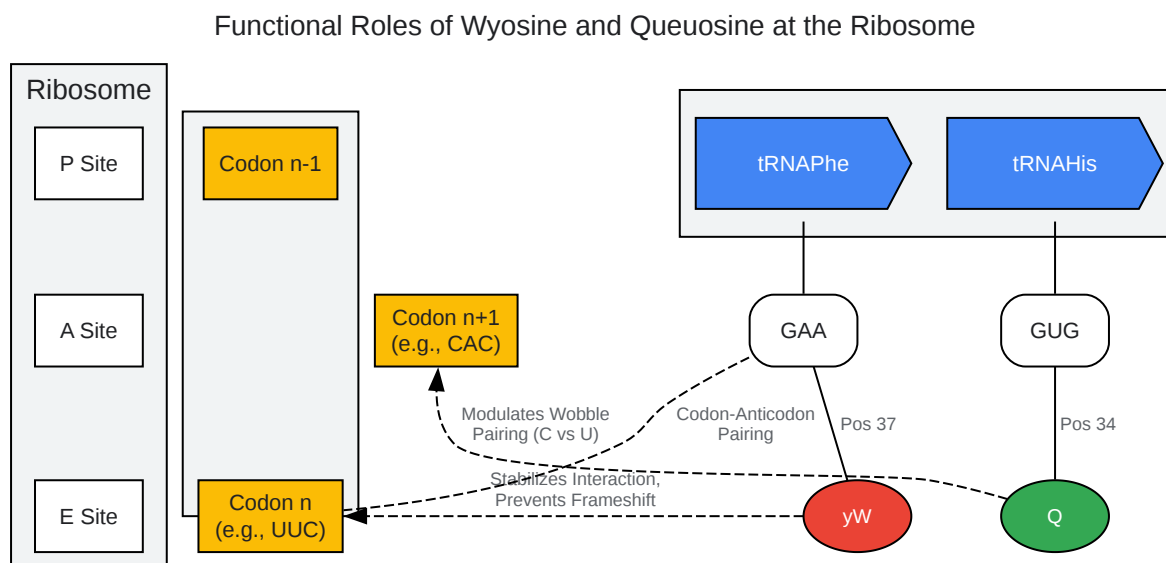 Functional Roles of Wyosine and Queuosine at the Ribosome
Ribosome
P Site
Codon n-1
tRNAPhe
tRNAHis
A Site
Codon n+1
(e.g., CAC)
GAA
GUG
Modulates Wobble
Pairing (C vs U)
Codon-Anticodon
Pairing
Pos 37
Pos 34
Stabilizes Interaction,
Prevents Frameshift
E Site
Codon n
(e.g., UUC)
yW
Q